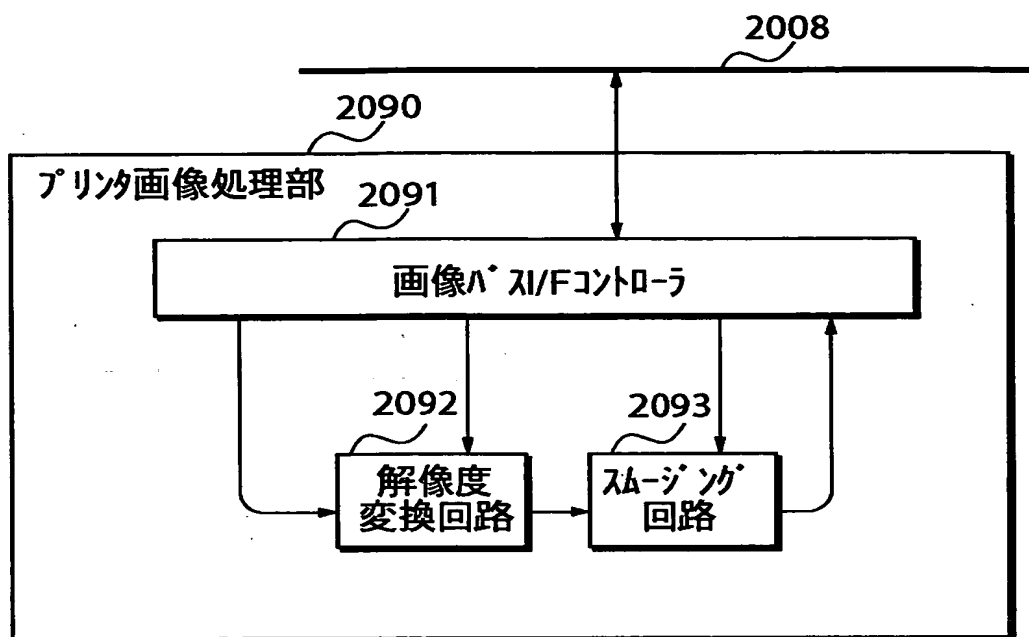 2008
2090
プリンタ画像処理部
2091
画像バスI/Fコントローラ
2092
解像度
変換回路
2093
スムージング
回路